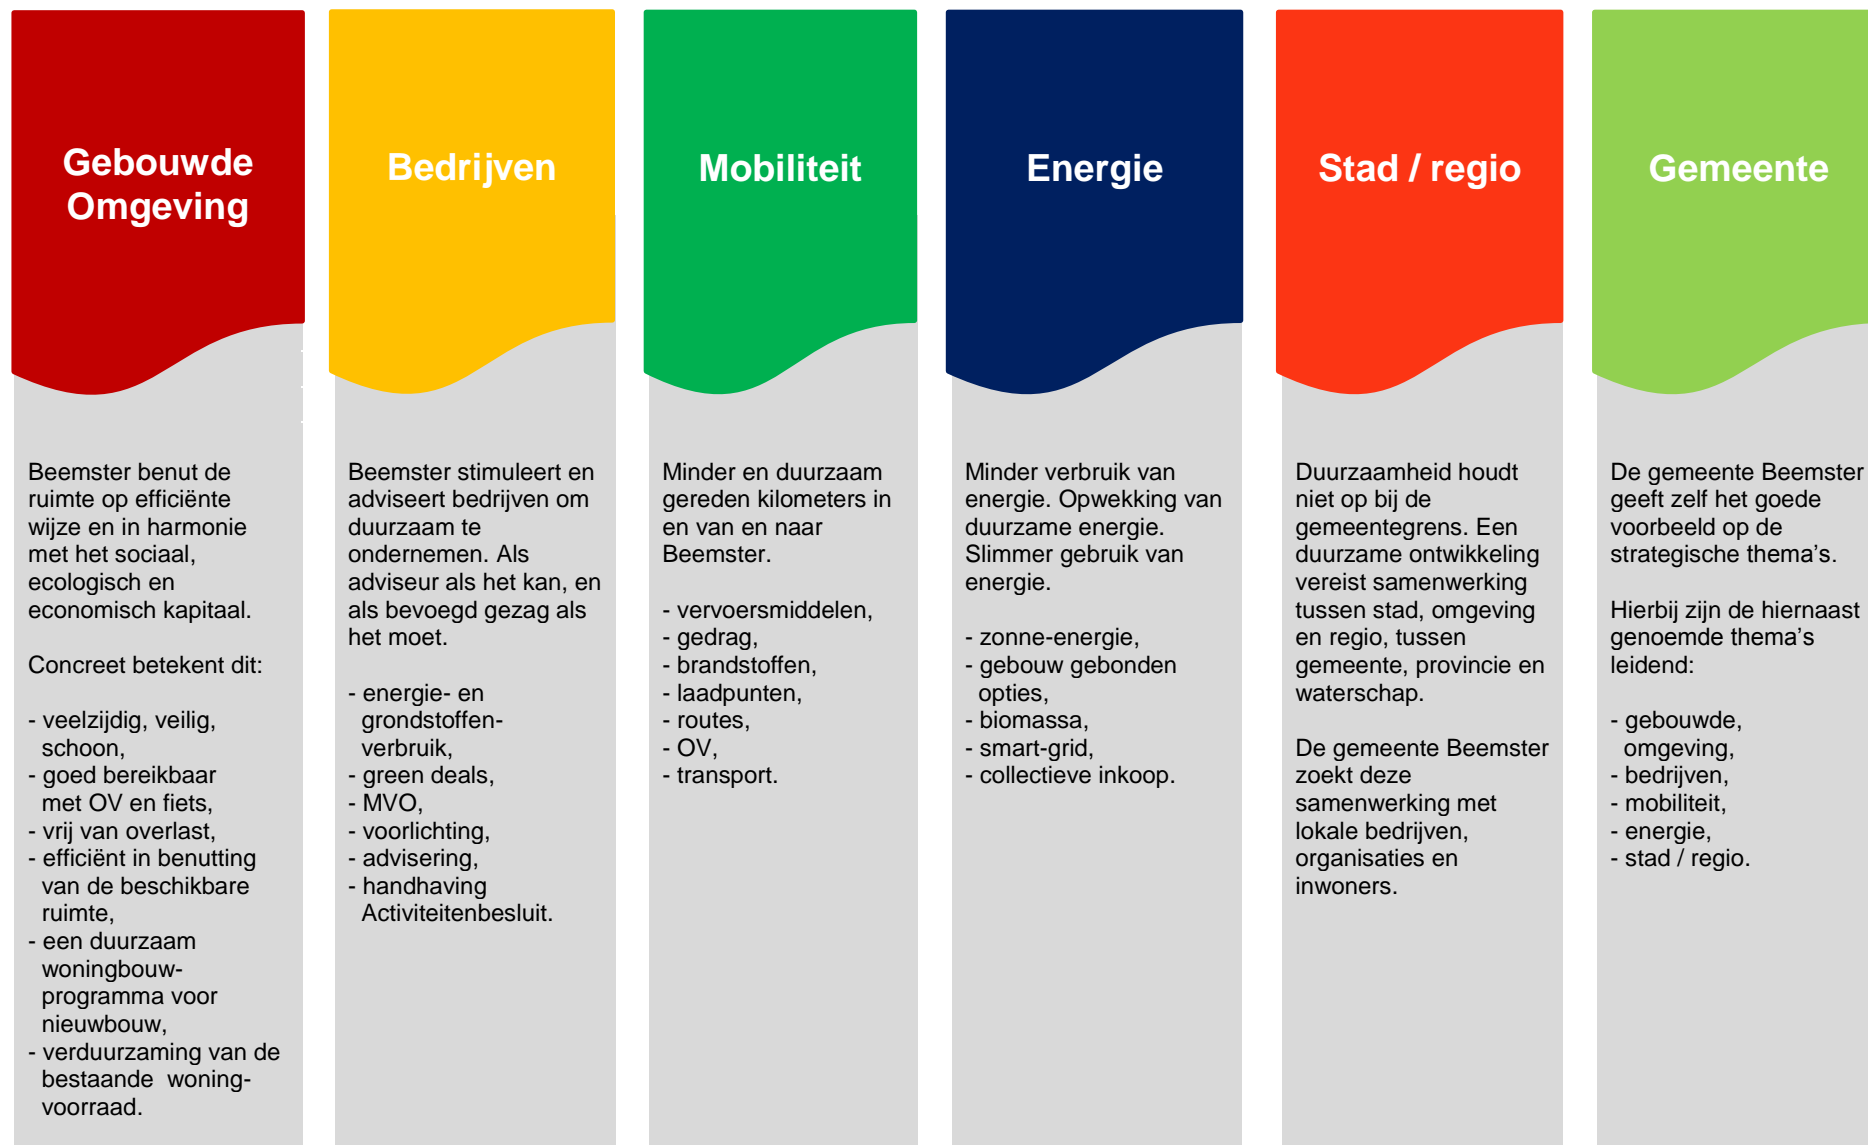 Gebouwde
Omgeving
Beemster benut de
ruimte op efficiënte
wijze en in harmonie
met het sociaal,
ecologisch en
economisch kapitaal.
Concreet betekent dit:
- veelzijdig, veilig,
schoon,
- goed bereikbaar
met OV en fiets,
- vrij van overlast,
- efficiënt in benutting
van de beschikbare
ruimte,
- een duurzaam
woningbouw-
programma voor
nieuwbouw,
- verduurzaming van de
bestaande woning-
voorraad.
Bedrijven
Beemster stimuleert en
adviseert bedrijven om
duurzaam te
ondernemen. Als
adviseur als het kan, en
als bevoegd gezag als
het moet.
- energie- en
grondstoffen-
verbruik,
- green deals,
- MVO,
- voorlichting,
- advisering,
- handhaving
Activiteitenbesluit.
Mobiliteit
Minder en duurzaam
gereden kilometers in
en van en naar
Beemster.
- vervoersmiddelen,
- gedrag,
- brandstoffen,
- laadpunten,
- routes,
- OV,
- transport.
Energie
Minder verbruik van
energie. Opwekking van
duurzame energie.
Slimmer gebruik van
energie.
- zonne-energie,
- gebouw gebonden
opties,
- biomassa,
- smart-grid,
- collectieve inkoop.
Stad / regio
Duurzaamheid houdt
niet op bij de
gemeentegrens. Een
duurzame ontwikkeling
vereist samenwerking
tussen stad, omgeving
en regio, tussen
gemeente, provincie en
waterschap.
De gemeente Beemster
zoekt deze
samenwerking met
lokale bedrijven,
organisaties en
inwoners.
Gemeente
De gemeente Beemster
geeft zelf het goede
voorbeeld op de
strategische thema’s.
Hierbij zijn de hiernaast
genoemde thema’s
leidend:
- gebouwde,
omgeving,
- bedrijven,
- mobiliteit,
- energie,
- stad / regio.